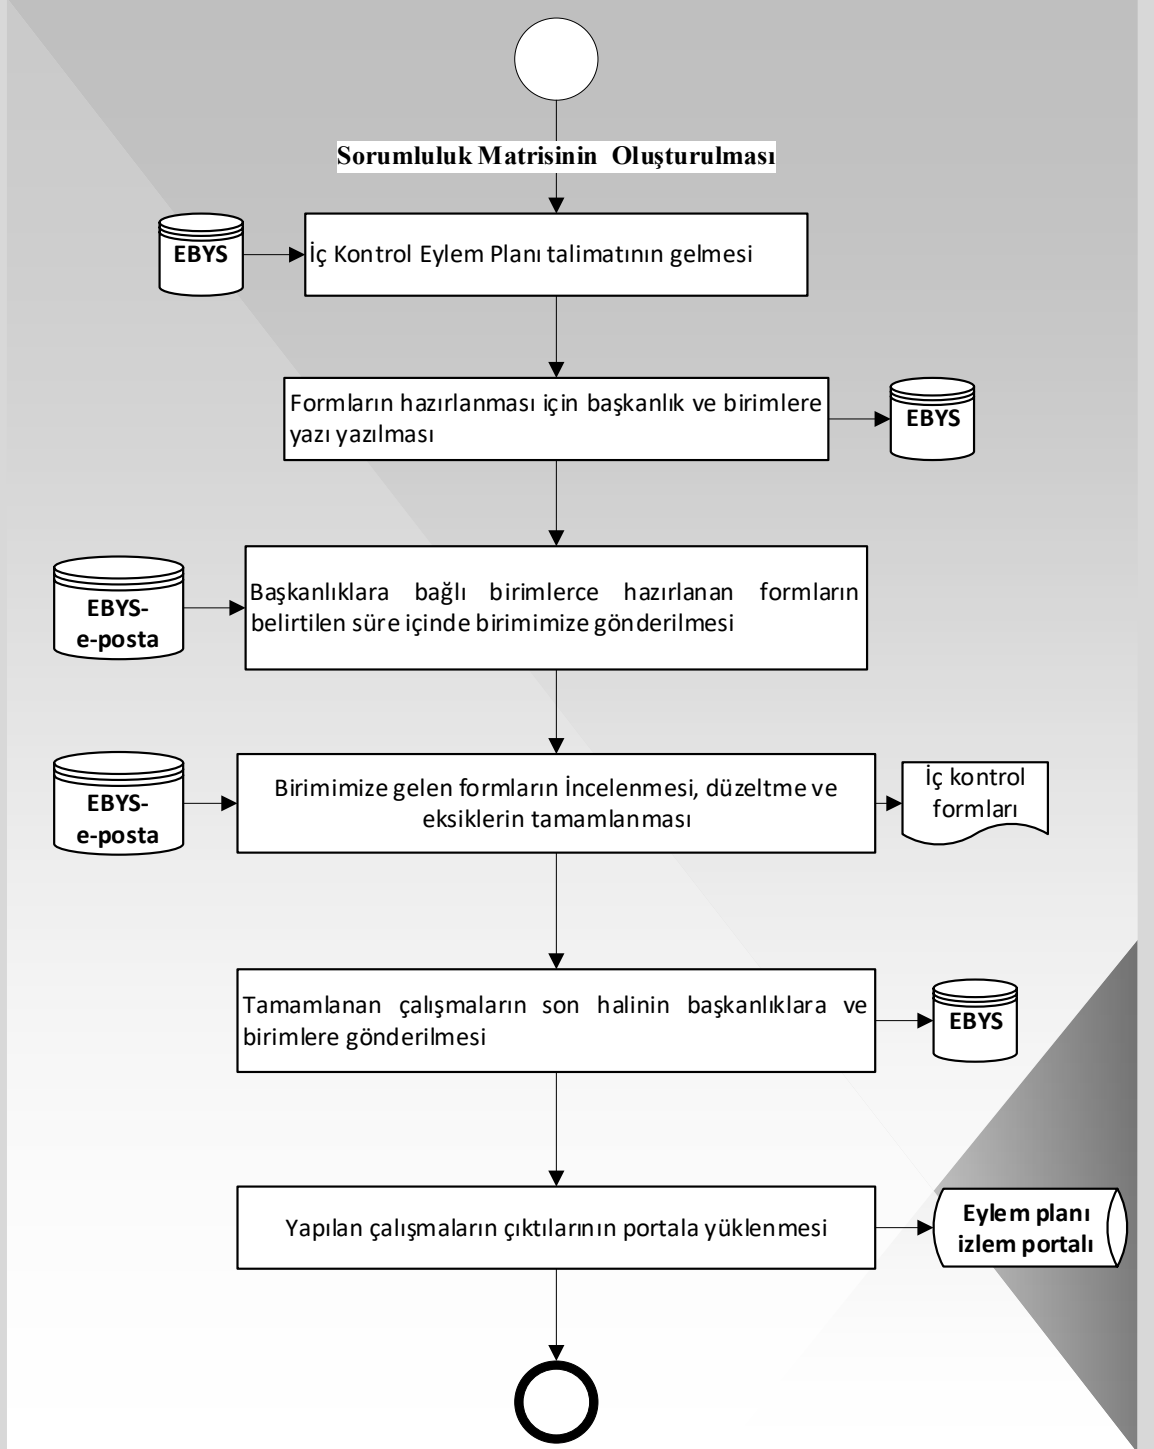 Sorumluluk Matrisinin Oluşturulması
EBYS
İç Kontrol Eylem Planı talimatının gelmesi
Formların hazırlanması için başkanlık ve birimlere
yazı yazılması
EBYS
EBYS-
e-posta
Başkanlıklara bağlı birimlerce hazırlanan formların
belirtilen süre içinde birimimize gönderilmesi
EBYS-
e-posta
Birimimize gelen formların İncelenmesi, düzeltme ve
eksiklerin tamamlanması
İç kontrol
formları
Tamamlanan çalışmaların son halinin başkanlıklara ve
birimlere gönderilmesi
EBYS
Yapılan çalışmaların çıktılarının portala yüklenmesi
Eylem planı
izlem portalı